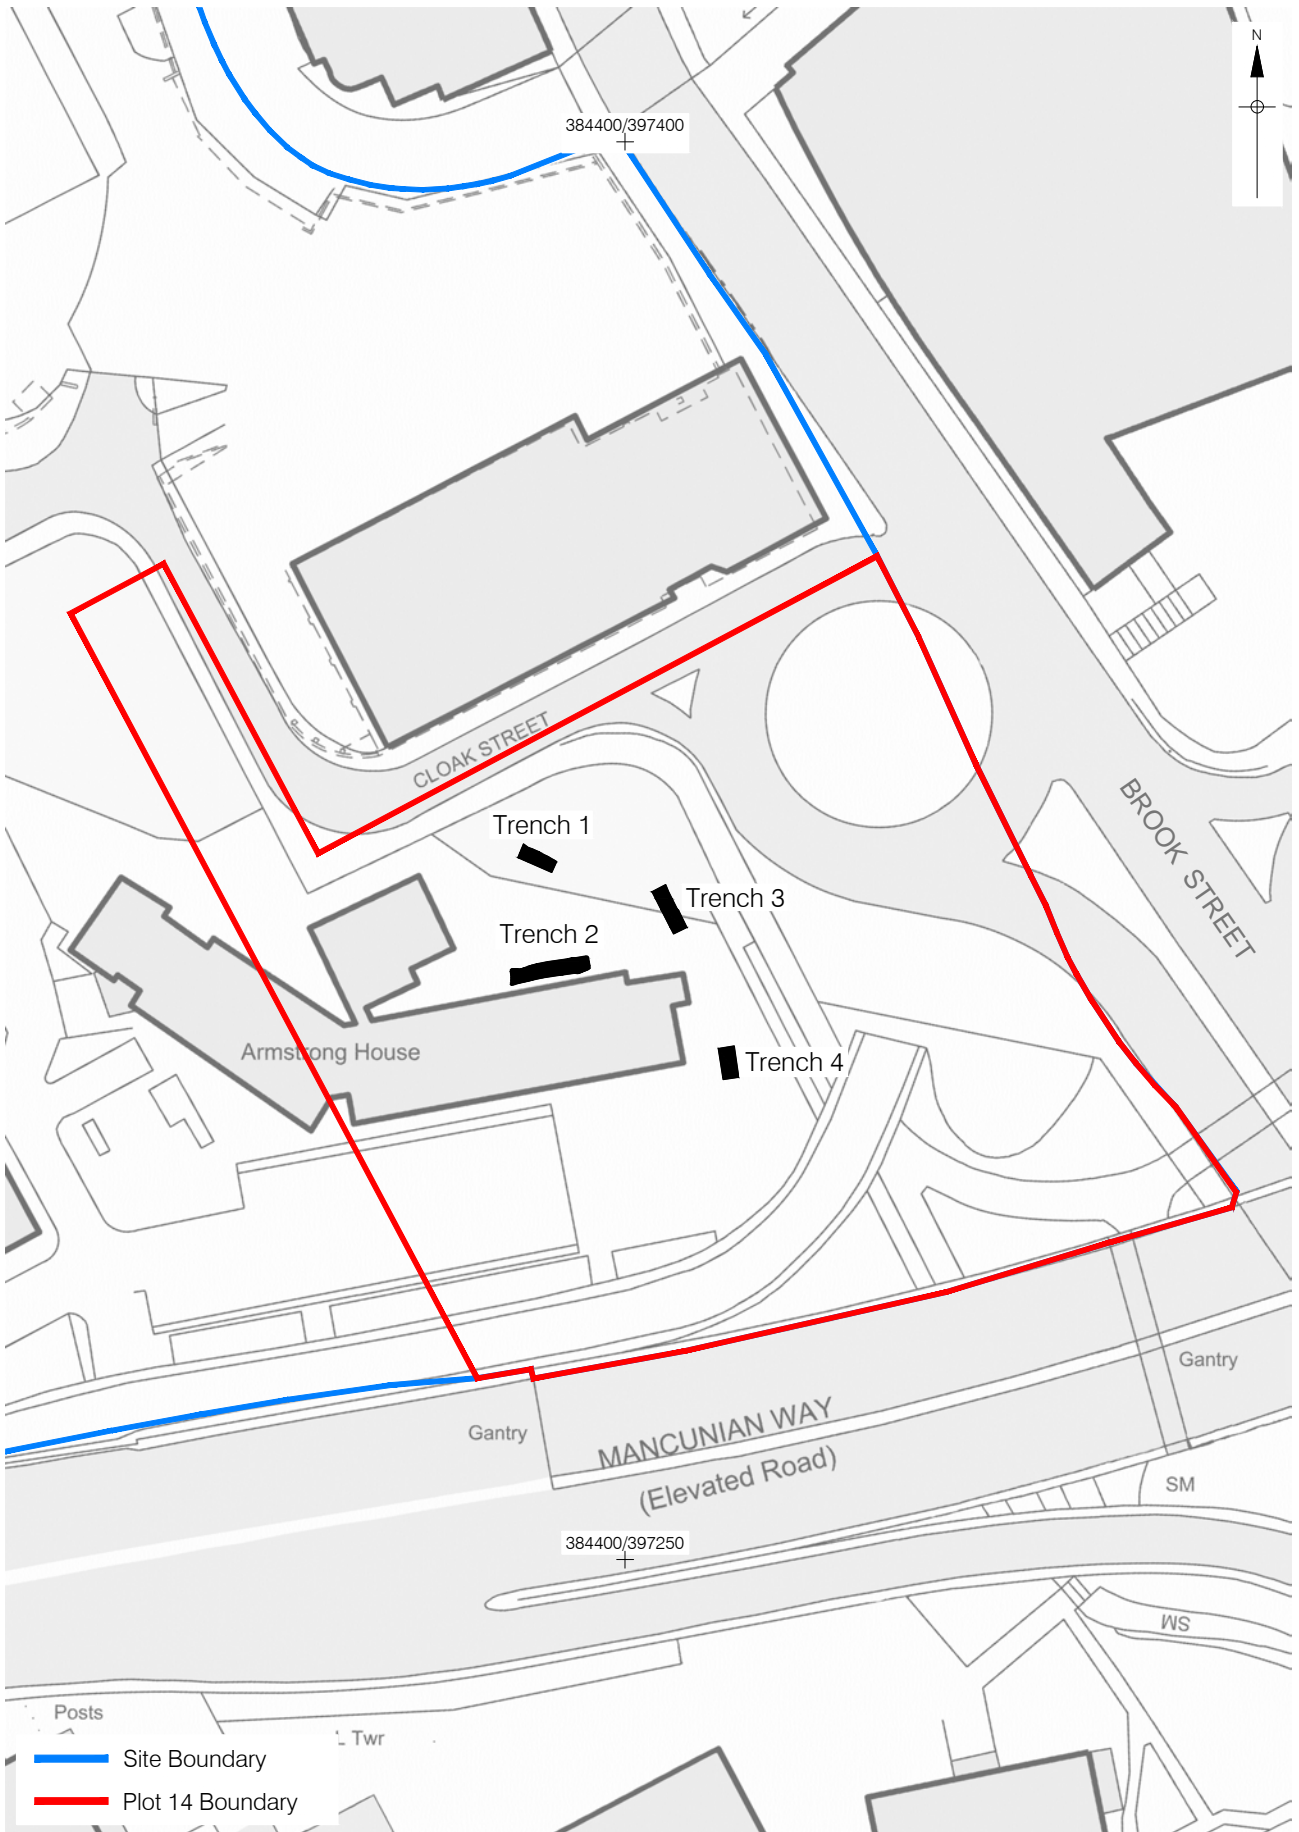 N
384400/397400
CLOAK STREET
BROOK STREET
Trench 1
Trench 3
Trench 2
Armstrong House
Trench 4
Gantry
Gantry
MANCUNIAN WAY
(Elevated Road)
SM
384400/397250
SM
Posts
L Twr
Site Boundary
Plot 14 Boundary